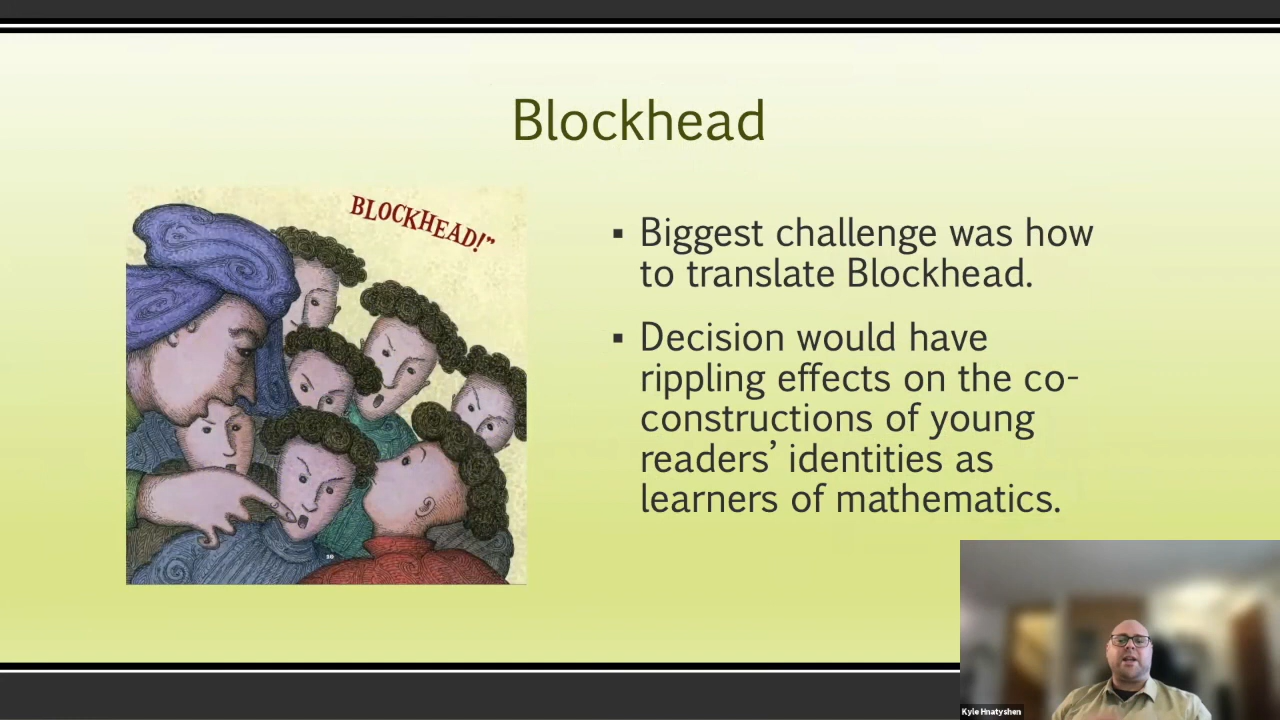 Blockhead
BLOCKHEAD!”
▪ Biggest challenge was how
to translate Blockhead.
▪ Decision would have
rippling effects on the co-
constructions of young
readers’ identities as
learners of mathematics.
Kyle Hnatyshen